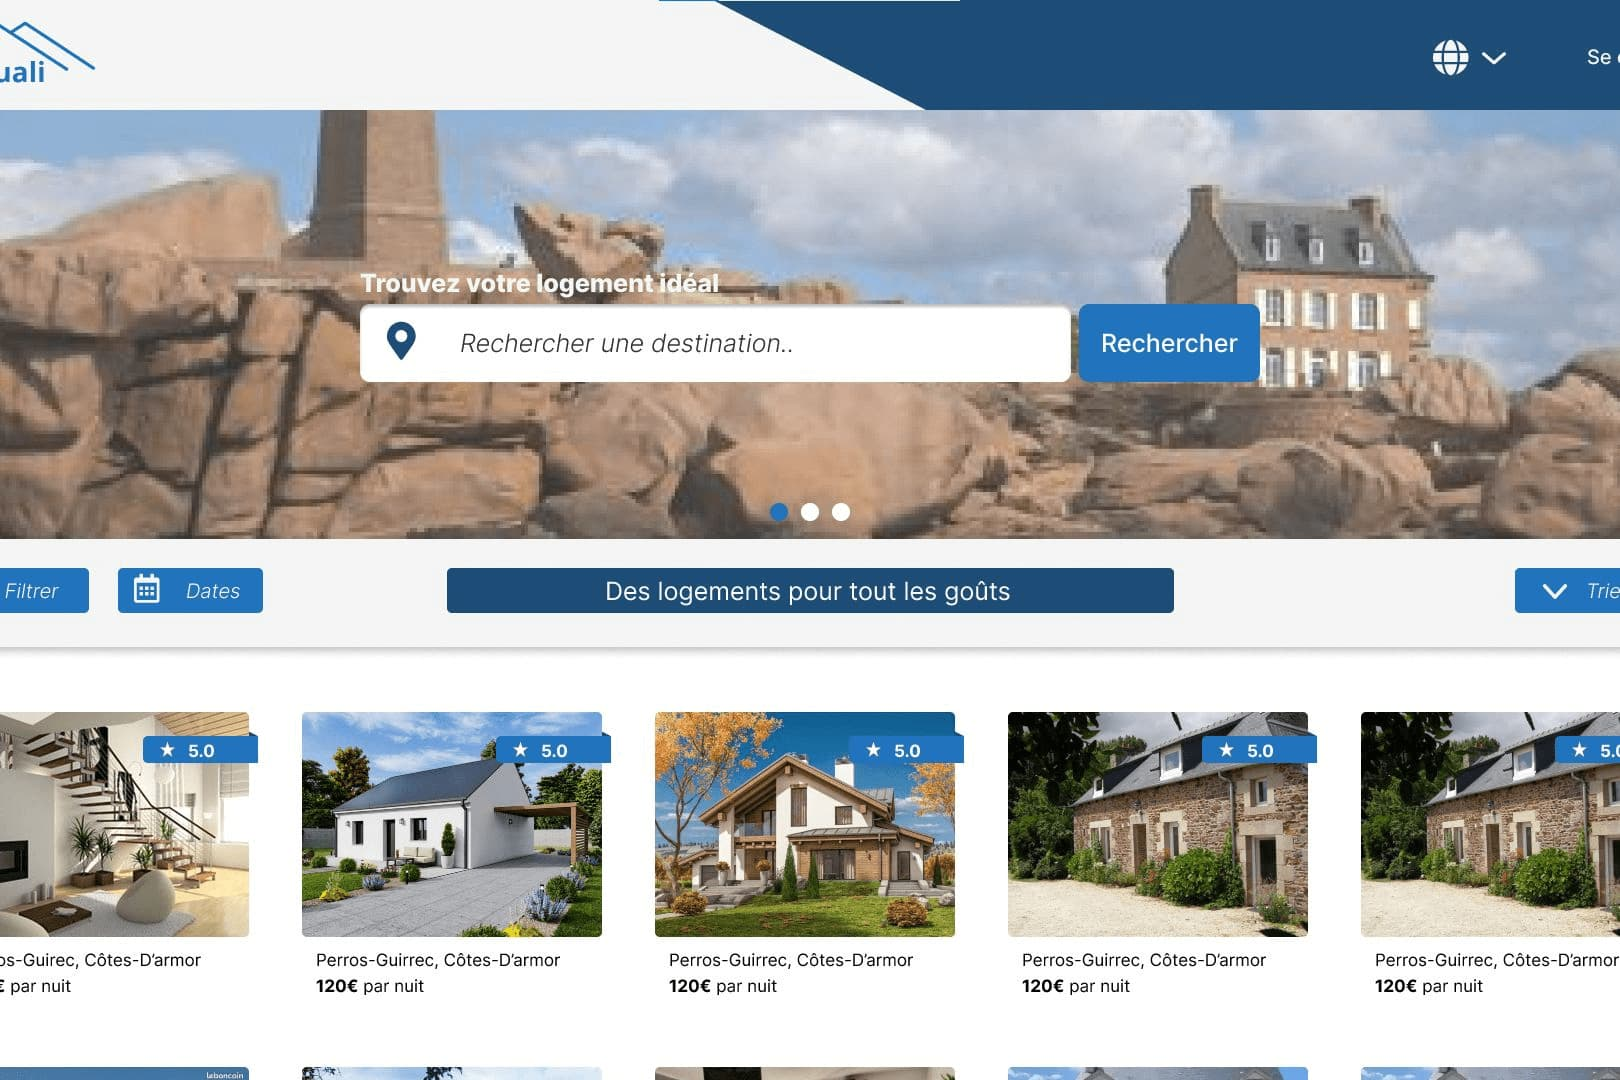 uali
Se
Trouvez votre logement idéal
Rechercher une destination..
Rechercher
Filtrer
Dates
Des logements pour tout les goûts
Trie
5.0
5.0
5.0
5.0
5.0
os-Guirec, Côtes-D'armor
€ par nuit
Perros-Guirrec, Côtes-D'armor
120€ par nuit
Perros-Guirrec, Côtes-D'armor
120€ par nuit
Perros-Guirrec, Côtes-D'armor
120€ par nuit
Perros-Guirrec, Côtes-D'armor
120€ par nuit
leboncoin